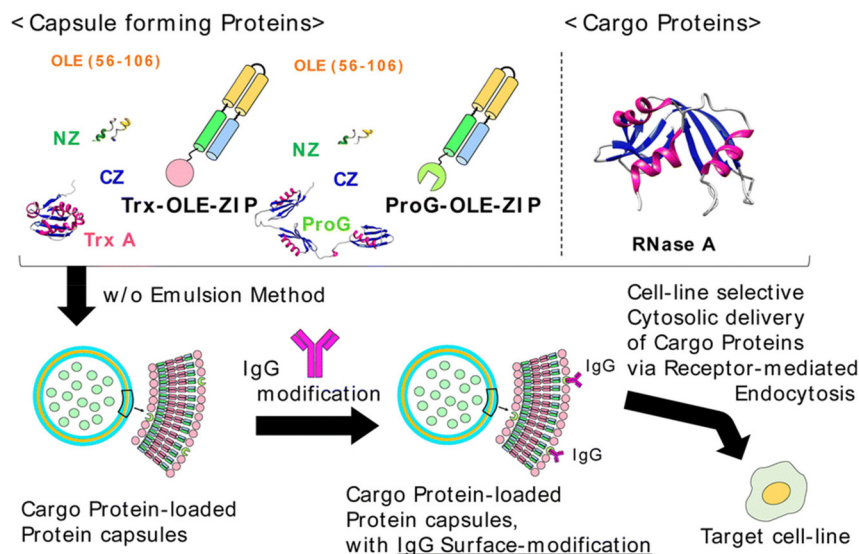 < Capsule forming Proteins>
< Cargo Proteins>
OLE (56-106)
OLE (56-106)
NZ
NZ
CZ
CZ
Trx-OLE-ZIP
ProG-OLE-ZIP
Trx A
ProG
RNase A
w/o Emulsion Method
IgG
modification
IgG
IgG
Cell-line selective
Cytosolic delivery
of Cargo Proteins
via Receptor-mediated
Endocytosis
Cargo Protein-loaded
Protein capsules
Cargo Protein-loaded
Protein capsules,
with IgG Surface-modification
Target cell-line